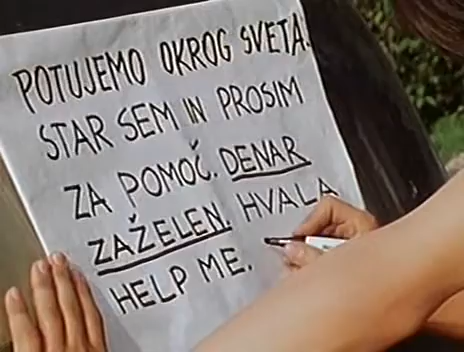 POTUJEMO OKROG SVETA.
STAR SEM IN PROSIM
ZA POMOČ. DENAR
ZAŽELEN. HVALA
HELP ME.